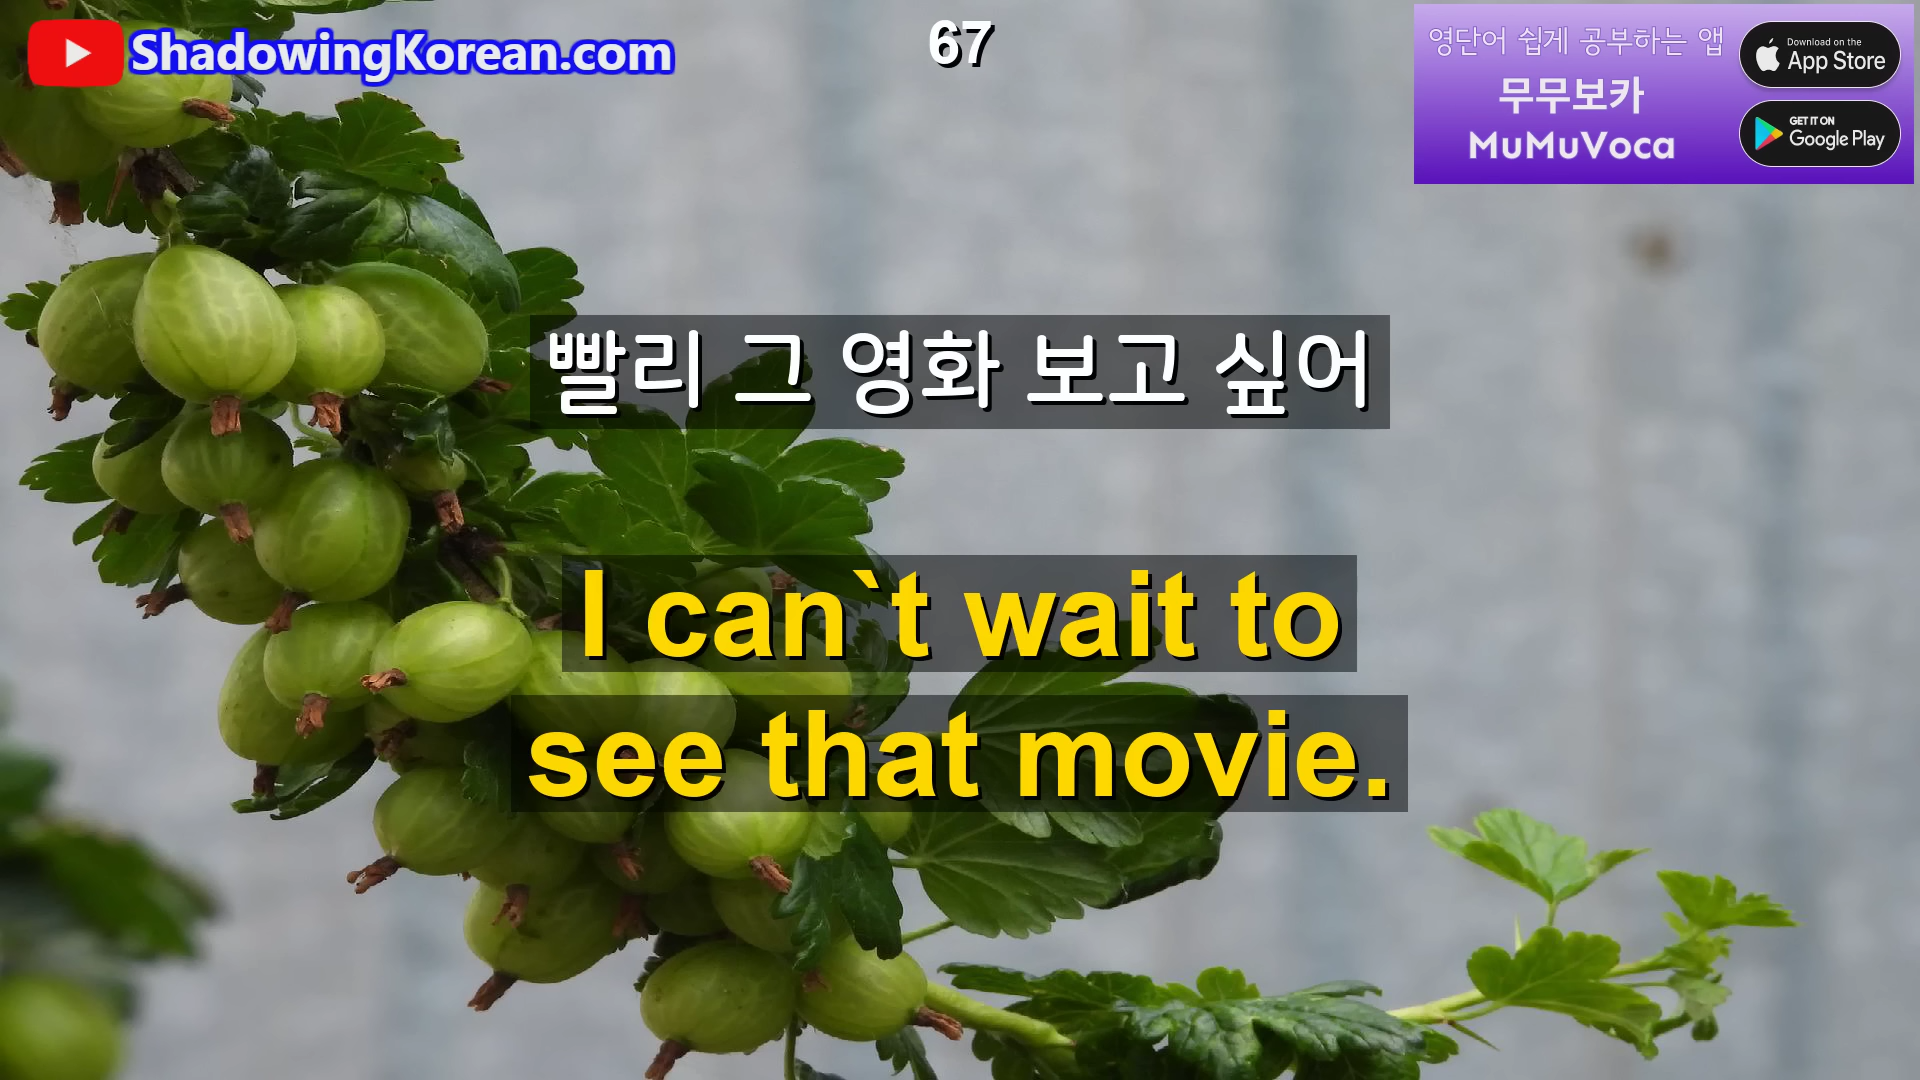 ShadowingKorean.com
67
영단어 쉽게 공부하는 앱
무무보카
MuMuVoca
Download on the
App Store
GET IT ON
Google Play
빨리 그 영화 보고 싶어
I can`t wait to
see that movie.